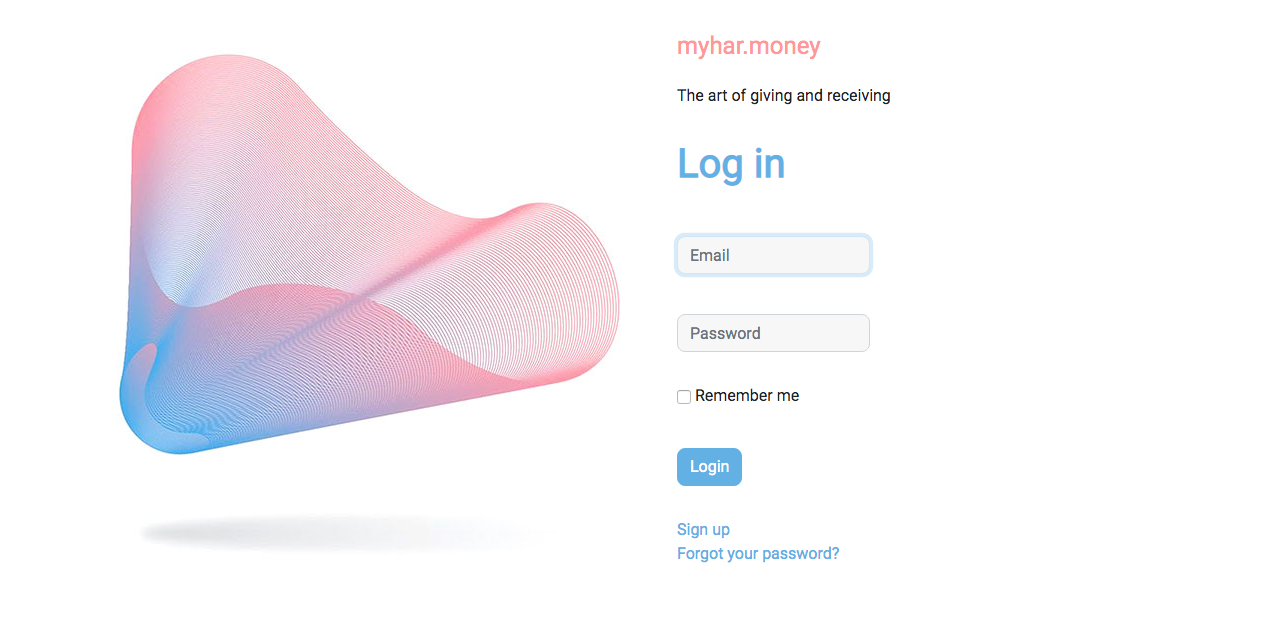 myhar.money
The art of giving and receiving
Log in
Email
Password
Remember me
Login
Sign up
Forgot your password?